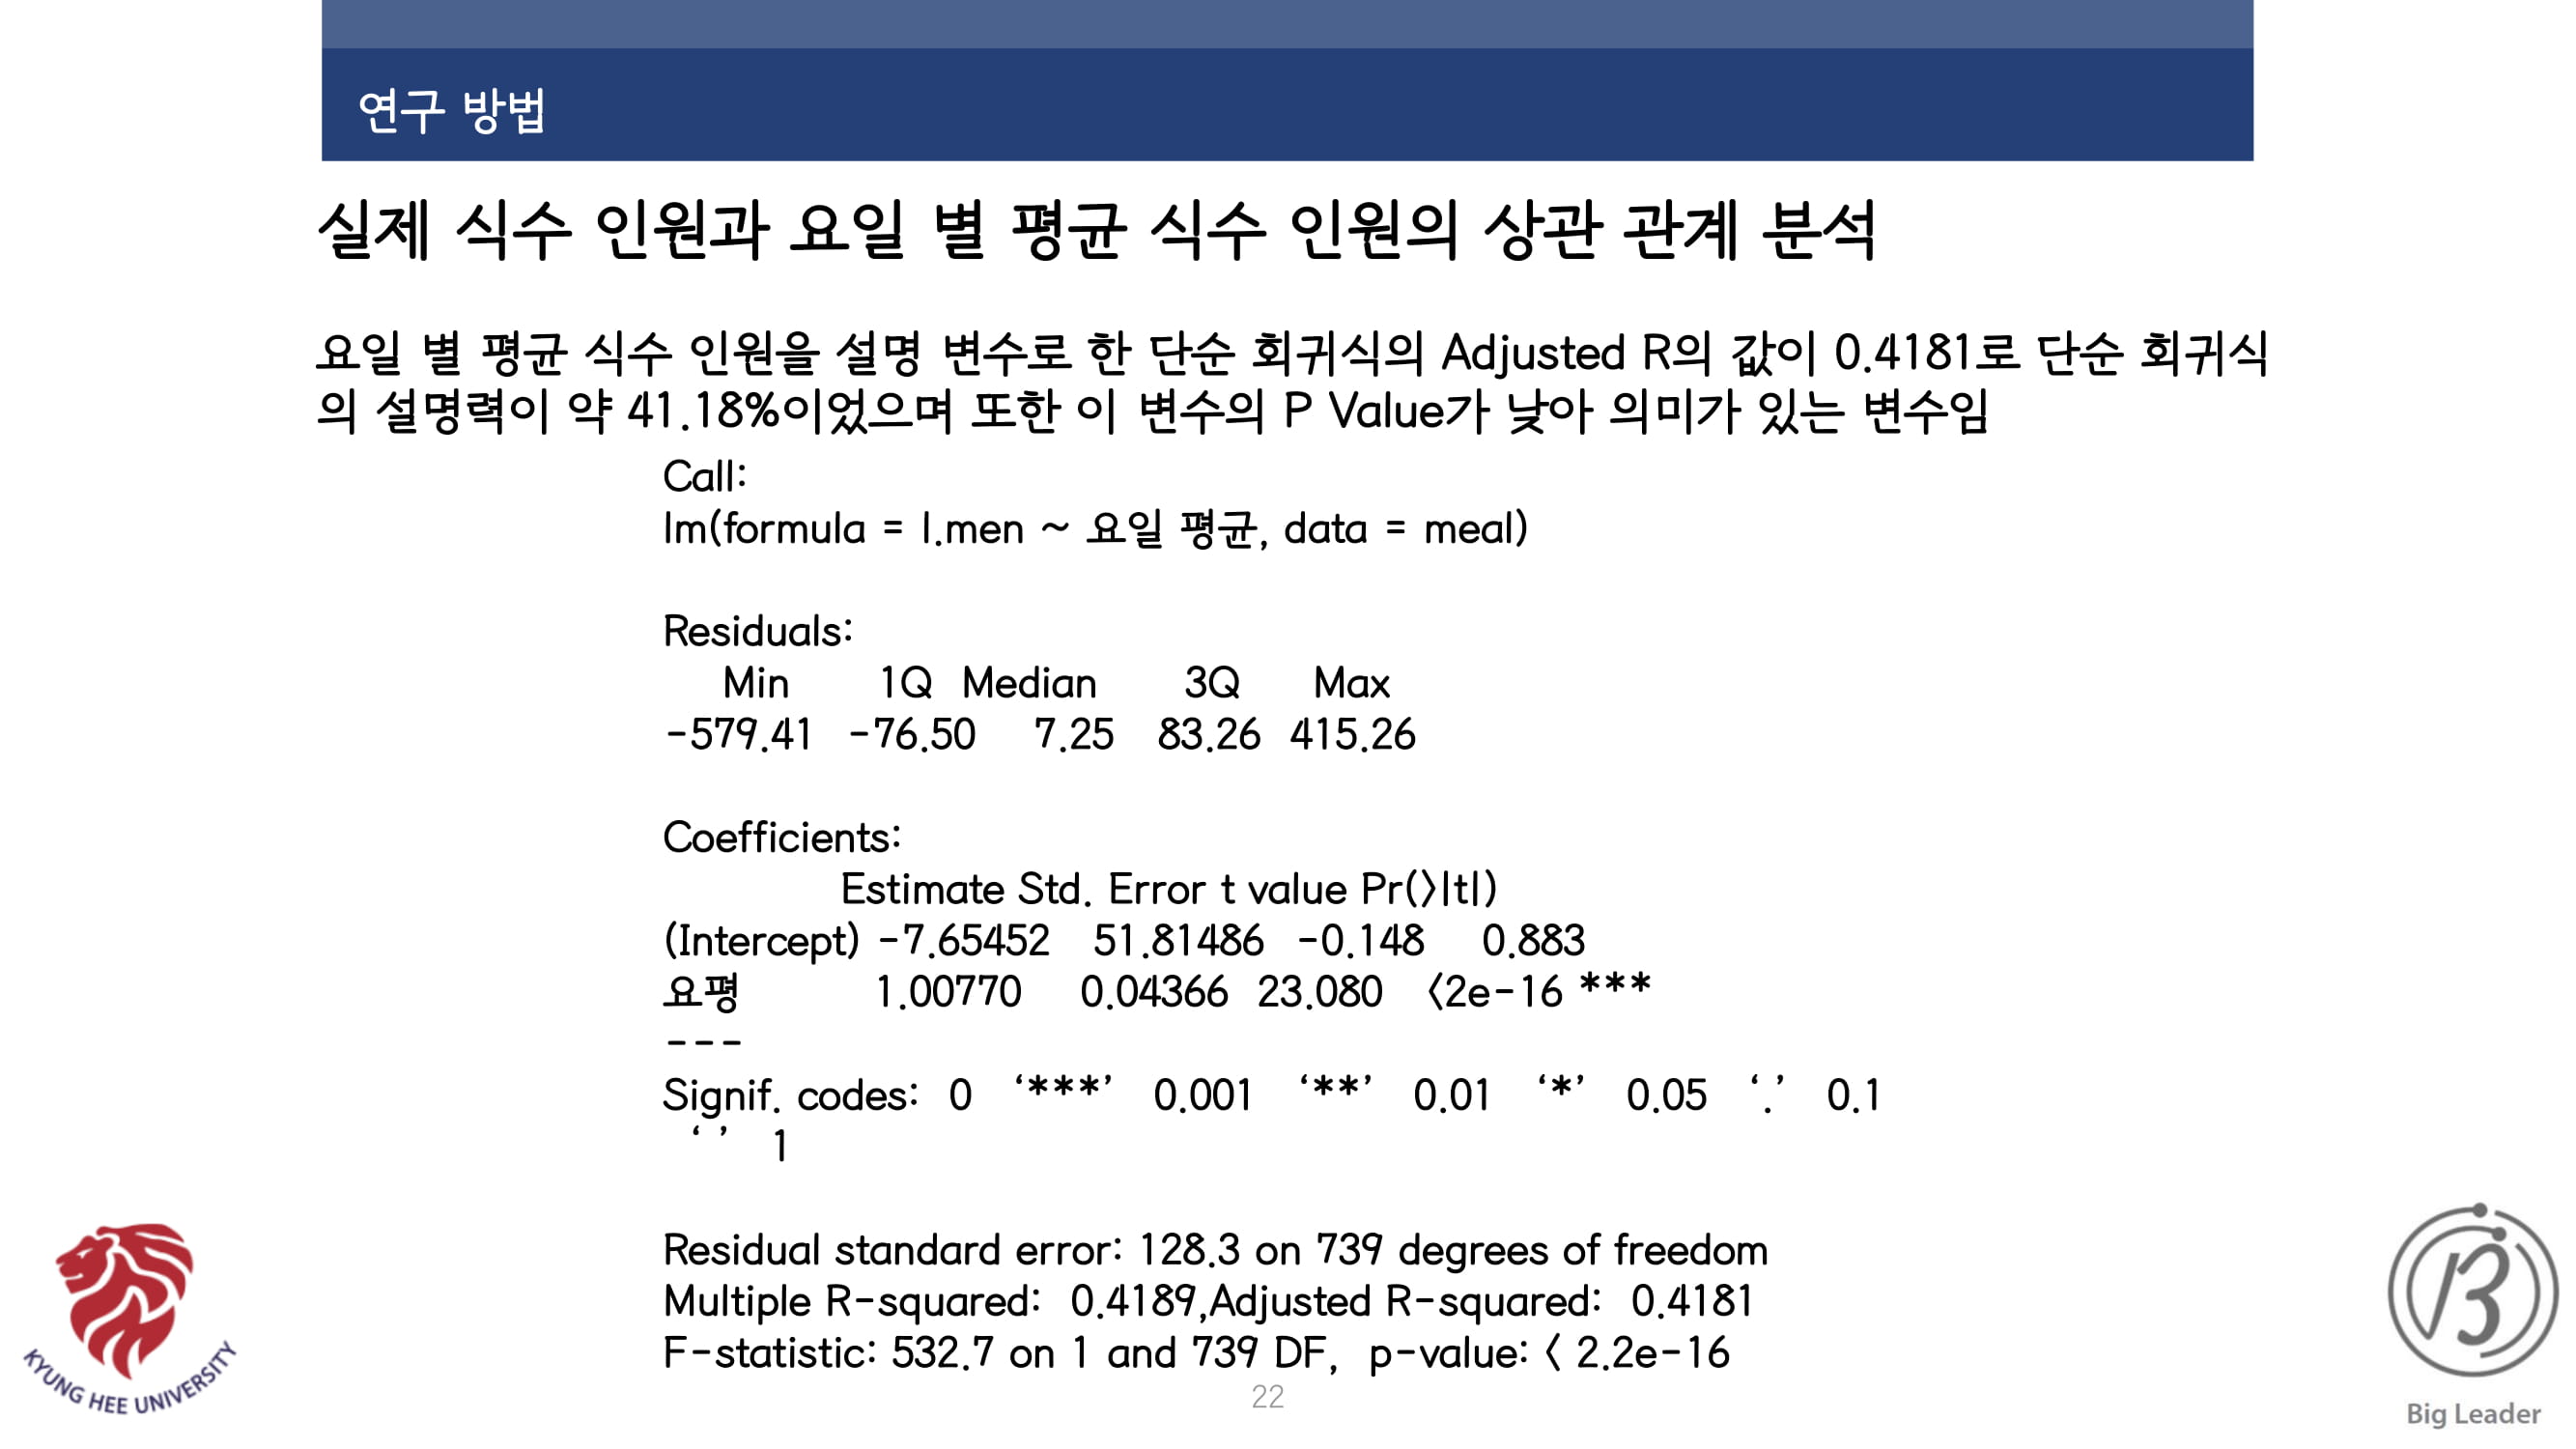 연구 방법
실제 식수 인원과 요일 별 평균 식수 인원의 상관 관계 분석
요일 별 평균 식수 인원을 설명 변수로 한 단순 회귀식의 Adjusted R의 값이 0.4181로 단순 회귀식
의 설명력이 약 41.18%이었으며 또한 이 변수의 P Value가 낮아 의미가 있는 변수임
Call:
lm(formula = l.men ~ 요일 평균, data = meal)
Residuals:
Min 1Q Median 3Q Max
-579.41 -76.50 7.25 83.26 415.26
Coefficients:
Estimate Std. Error t value Pr(>|t|)
(Intercept) -7.65452 51.81486 -0.148 0.883
요평 1.00770 0.04366 23.080 <2e-16 ***
---
Signif. codes: 0 ‘***’ 0.001 ‘**’ 0.01 ‘*’ 0.05 ‘.’ 0.1
‘ ’ 1
Residual standard error: 128.3 on 739 degrees of freedom
Multiple R-squared: 0.4189,Adjusted R-squared: 0.4181
F-statistic: 532.7 on 1 and 739 DF, p-value: < 2.2e-16
22
KYUNG HEE UNIVERSITY
Big Leader